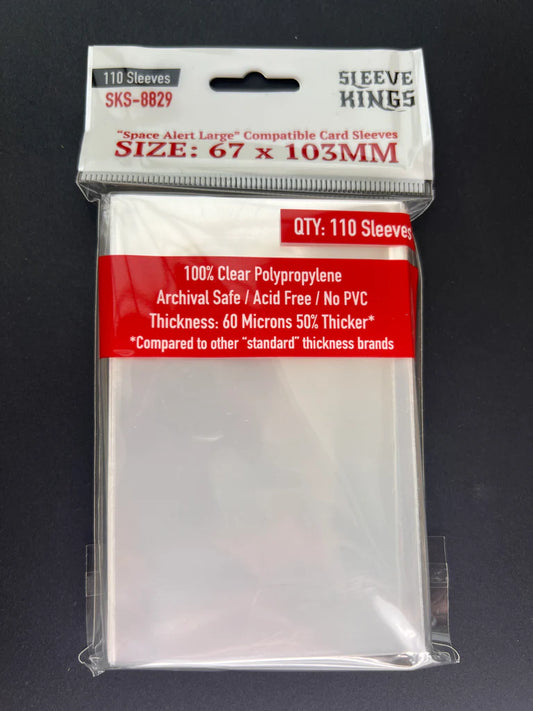 110 Sleeves
SKS-8829
SLEEVE
KINGS
"Space Alert Large" Compatible Card Sleeves
SIZE: 67 x 103MM
QTY: 110 Sleeves
100% Clear Polypropylene
Archival Safe / Acid Free / No PVC
Thickness: 60 Microns 50% Thicker*
*Compared to other "standard" thickness brands